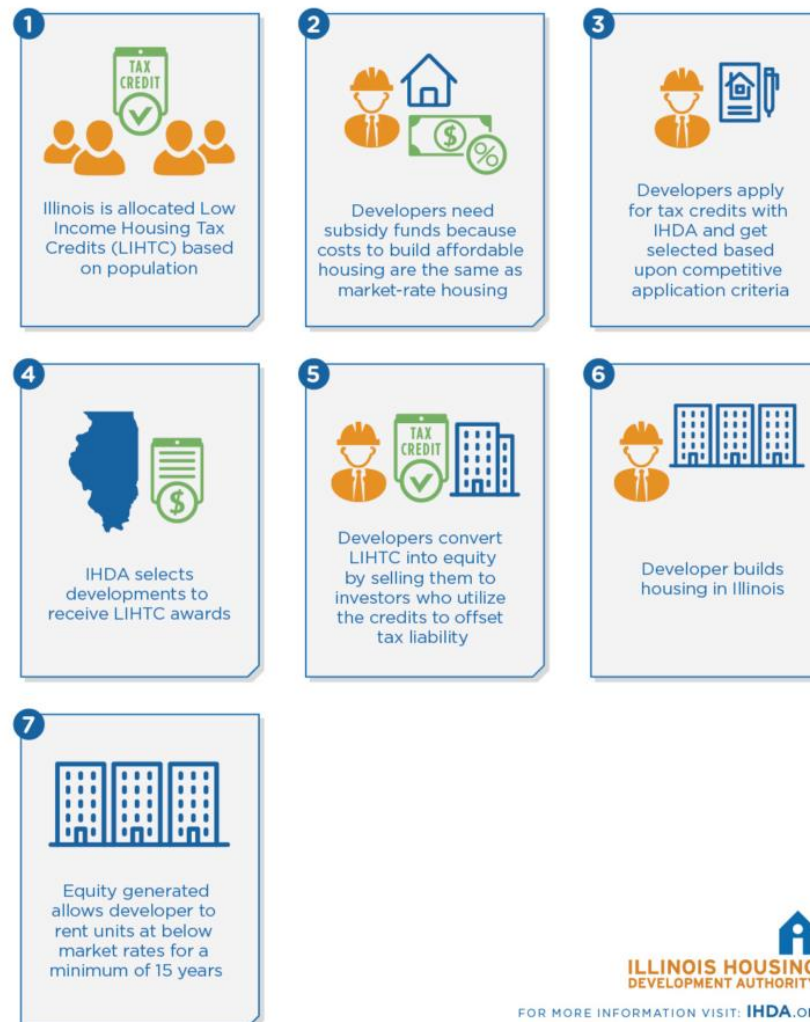 1
TAX
CREDIT
Illinois is allocated Low
Income Housing Tax
Credits (LIHTC) based
on population
2
$
%
Developers need
subsidy funds because
costs to build affordable
housing are the same as
market-rate housing
3
Developers apply
for tax credits with
IHDA and get
selected based
upon competitive
application criteria
4
$
IHDA selects
developments to
receive LIHTC awards
5
TAX
CREDIT
Developers convert
LIHTC into equity
by selling them to
investors who utilize
the credits to offset
tax liability
6
Developer builds
housing in Illinois
7
Equity generated
allows developer to
rent units at below
market rates for a
minimum of 15 years
ILLINOIS HOUSING
DEVELOPMENT AUTHORITY
FOR MORE INFORMATION VISIT: